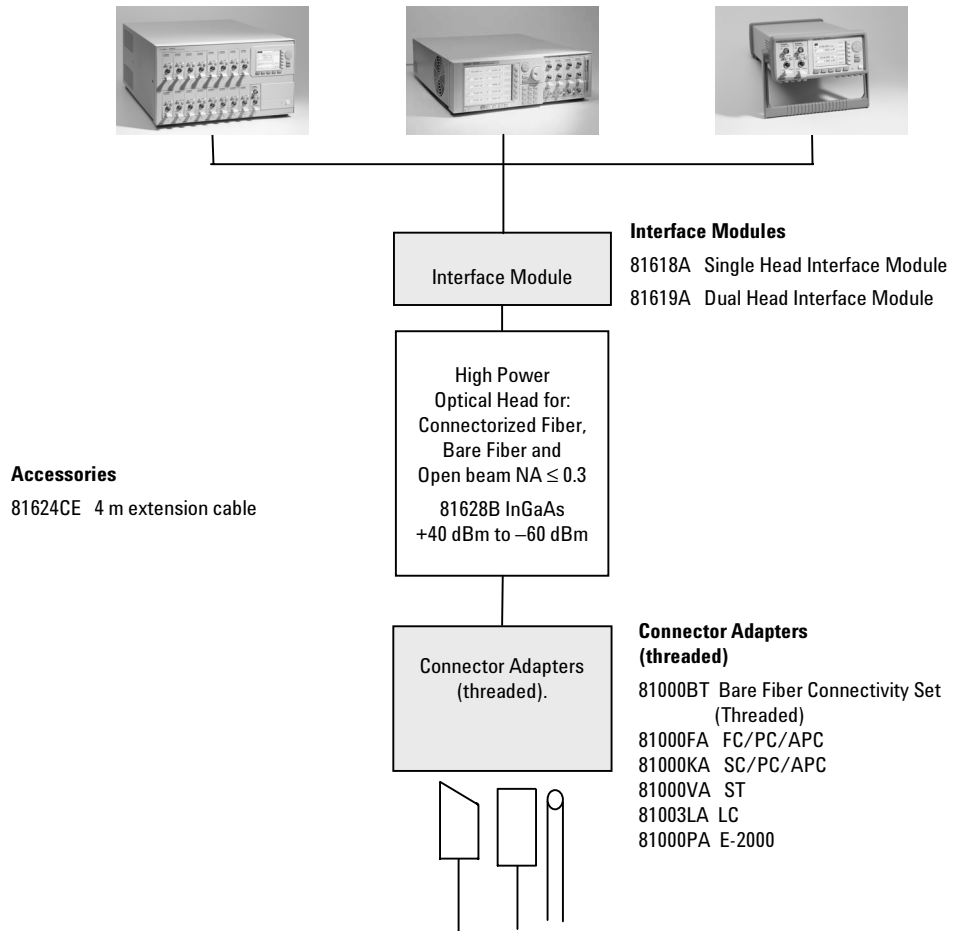 Interface Modules
81618A Single Head Interface Module
81619A Dual Head Interface Module
Interface Module
High Power
Optical Head for:
Connectorized Fiber,
Bare Fiber and
Open beam NA ≤ 0.3
81628B InGaAs
+40 dBm to –60 dBm
Accessories
81624CE 4 m extension cable
Connector Adapters
(threaded).
Connector Adapters
(threaded)
81000BT Bare Fiber Connectivity Set
(Threaded)
81000FA FC/PC/APC
81000KA SC/PC/APC
81000VA ST
81003LA LC
81000PA E-2000